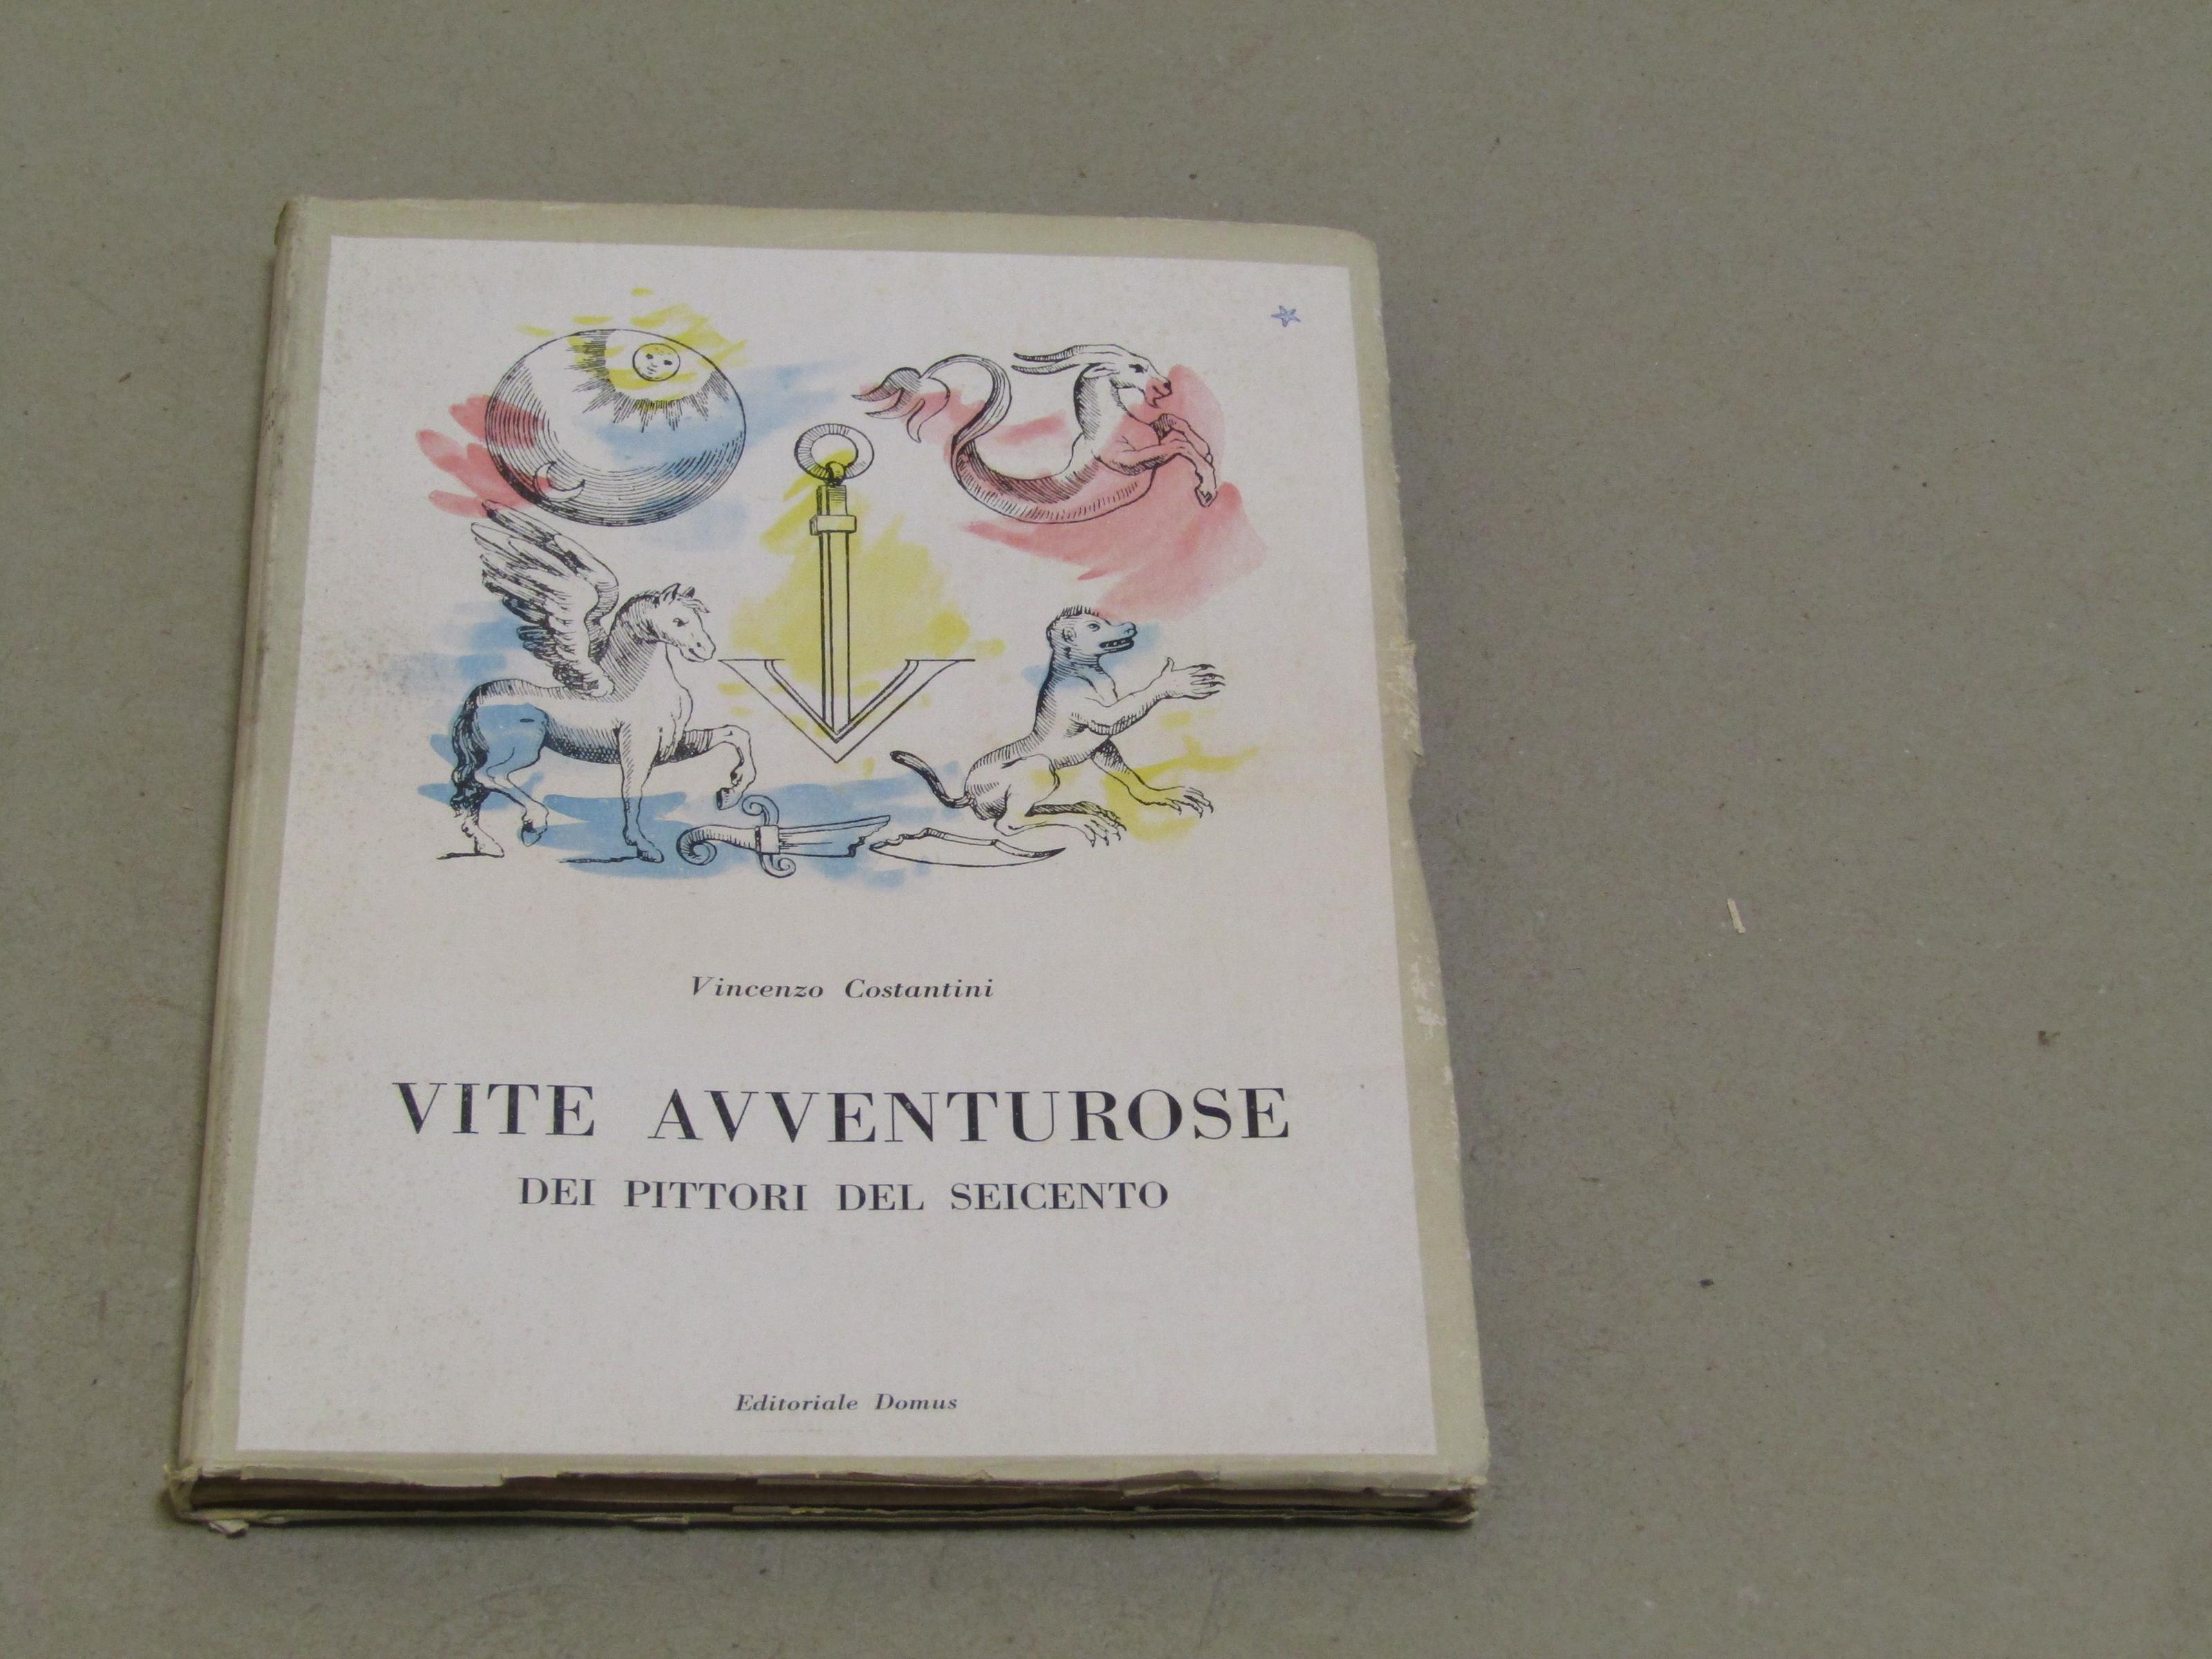 Vincenzo Costantini
VITE AVVENTUROSE
DEI PITTORI DEL SEICENTO
Editoriale Domus